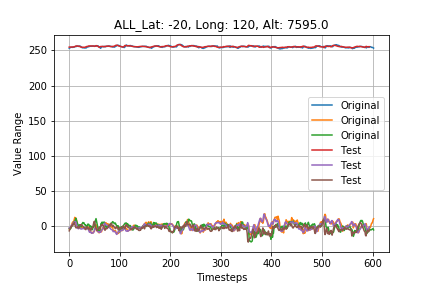 ALL_Lat: -20, Long: 120, Alt: 7595.0
Value Range
250
200
150
100
50
0
Original
Original
Original
Test
Test
Test
0 100 200 300 400 500 600
Timesteps